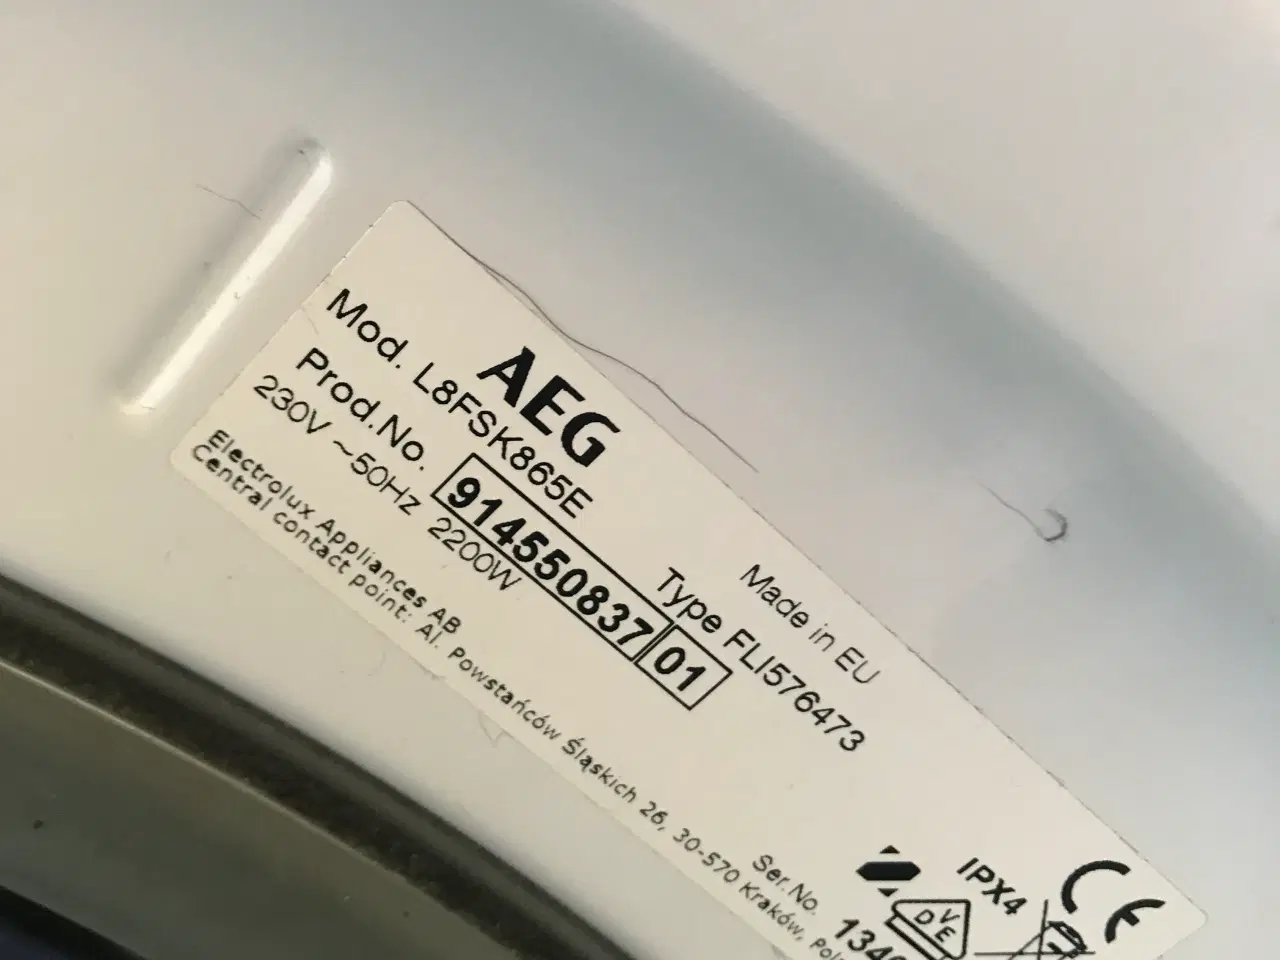 AEG
Made in EU
Mod. L8FSK865E
Type FLI576473
Prod.No. 914550837 01
230V ~50Hz 2200W
Electrolux Appliances AB
Central contact point: Al. Powstańców Śląskich 26, 30-570 Kraków,
Ser.No.
IPX4
CE
VDE